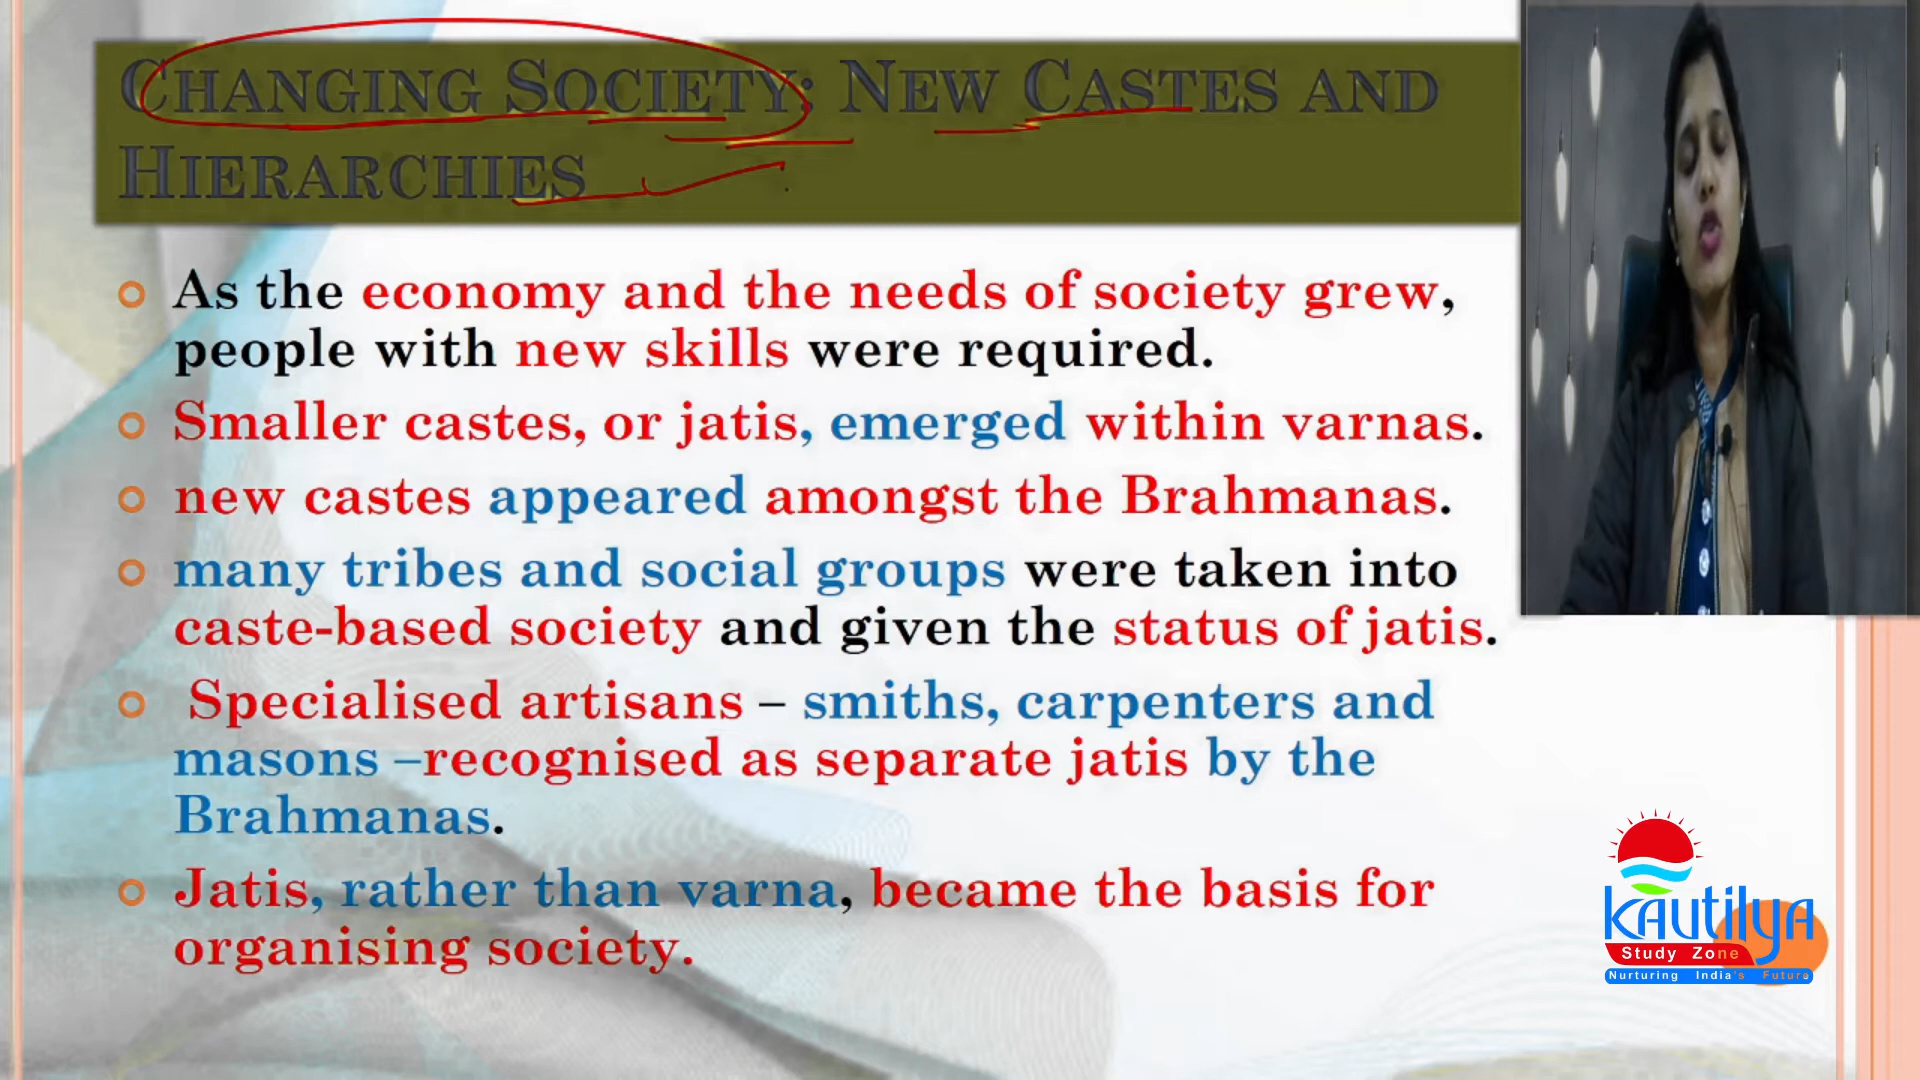 CHANGING SOCIETY; NEW CASTES AND
HIERARCHIES
As the economy and the needs of society grew,
people with new skills were required.
Smaller castes, or jatis, emerged within varnas.
new castes appeared amongst the Brahmanas.
many tribes and social groups were taken into
caste-based society and given the status of jatis.
Specialised artisans – smiths, carpenters and
masons –recognised as separate jatis by the
Brahmanas.
Jatis, rather than varna, became the basis for
organising society.
kAutilyA
Study Zone
Nurturing India's Future